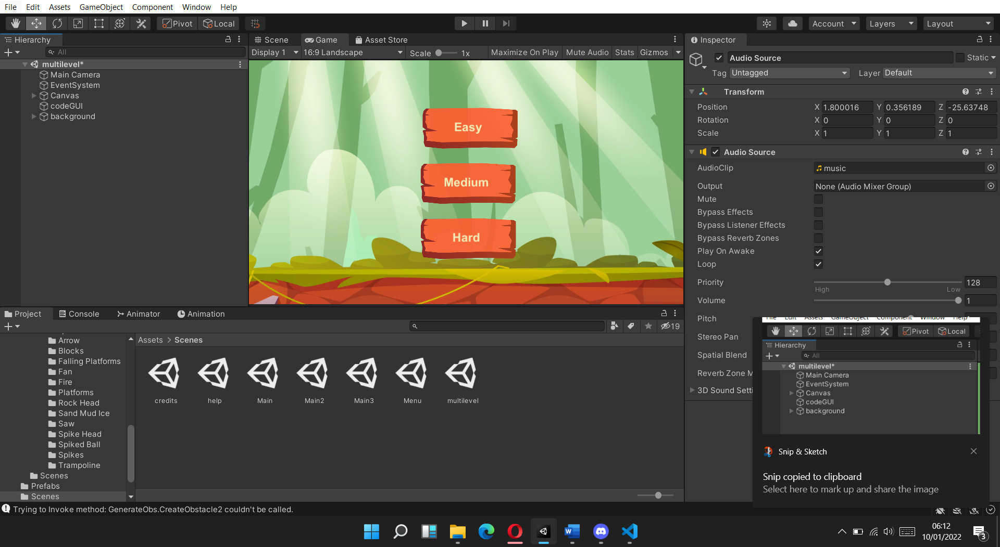 File Edit Assets GameObject Component Window Help
Pivot Local Account Layers Layout
Hierarchy
All
multilevel*
Main Camera
EventSystem
Canvas
codeGUI
background
Scene Game Asset Store
Display 1 16:9 Landscape Scale 1x Maximize On Play Mute Audio Stats Gizmos
Easy
Medium
Hard
Inspector
Audio Source Static
Tag Untagged Layer Default
Transform
Position X 1.800016 Y 0.356189 Z -25.63748
Rotation X 0 Y 0 Z 0
Scale X 1 Y 1 Z 1
Audio Source
AudioClip music
Output None (Audio Mixer Group)
Mute
Bypass Effects
Bypass Listener Effects
Bypass Reverb Zones
Play On Awake
Loop
Priority 128
High Low
Volume 1
Pitch
Stereo Pan
Spatial Blend
Reverb Zone M
3D Sound Setti
Project Console Animator Animation
19
Arrow
Blocks
Falling Platforms
Fan
Fire
Platforms
Rock Head
Sand Mud Ice
Saw
Spike Head
Spiked Ball
Spikes
Trampoline
Scenes
Prefabs
Scenes
Assets > Scenes
credits help Main Main2 Main3 Menu multilevel
File Edit Assets GameObject Component Window Help
Pivot Local
Hierarchy
All
multilevel*
Main Camera
EventSystem
Canvas
codeGUI
background
Snip & Sketch
Snip copied to clipboard
Select here to mark up and share the image
Trying to Invoke method: GenerateObs.CreateObstacle2 couldn't be called.
06:12
10/01/2022
3